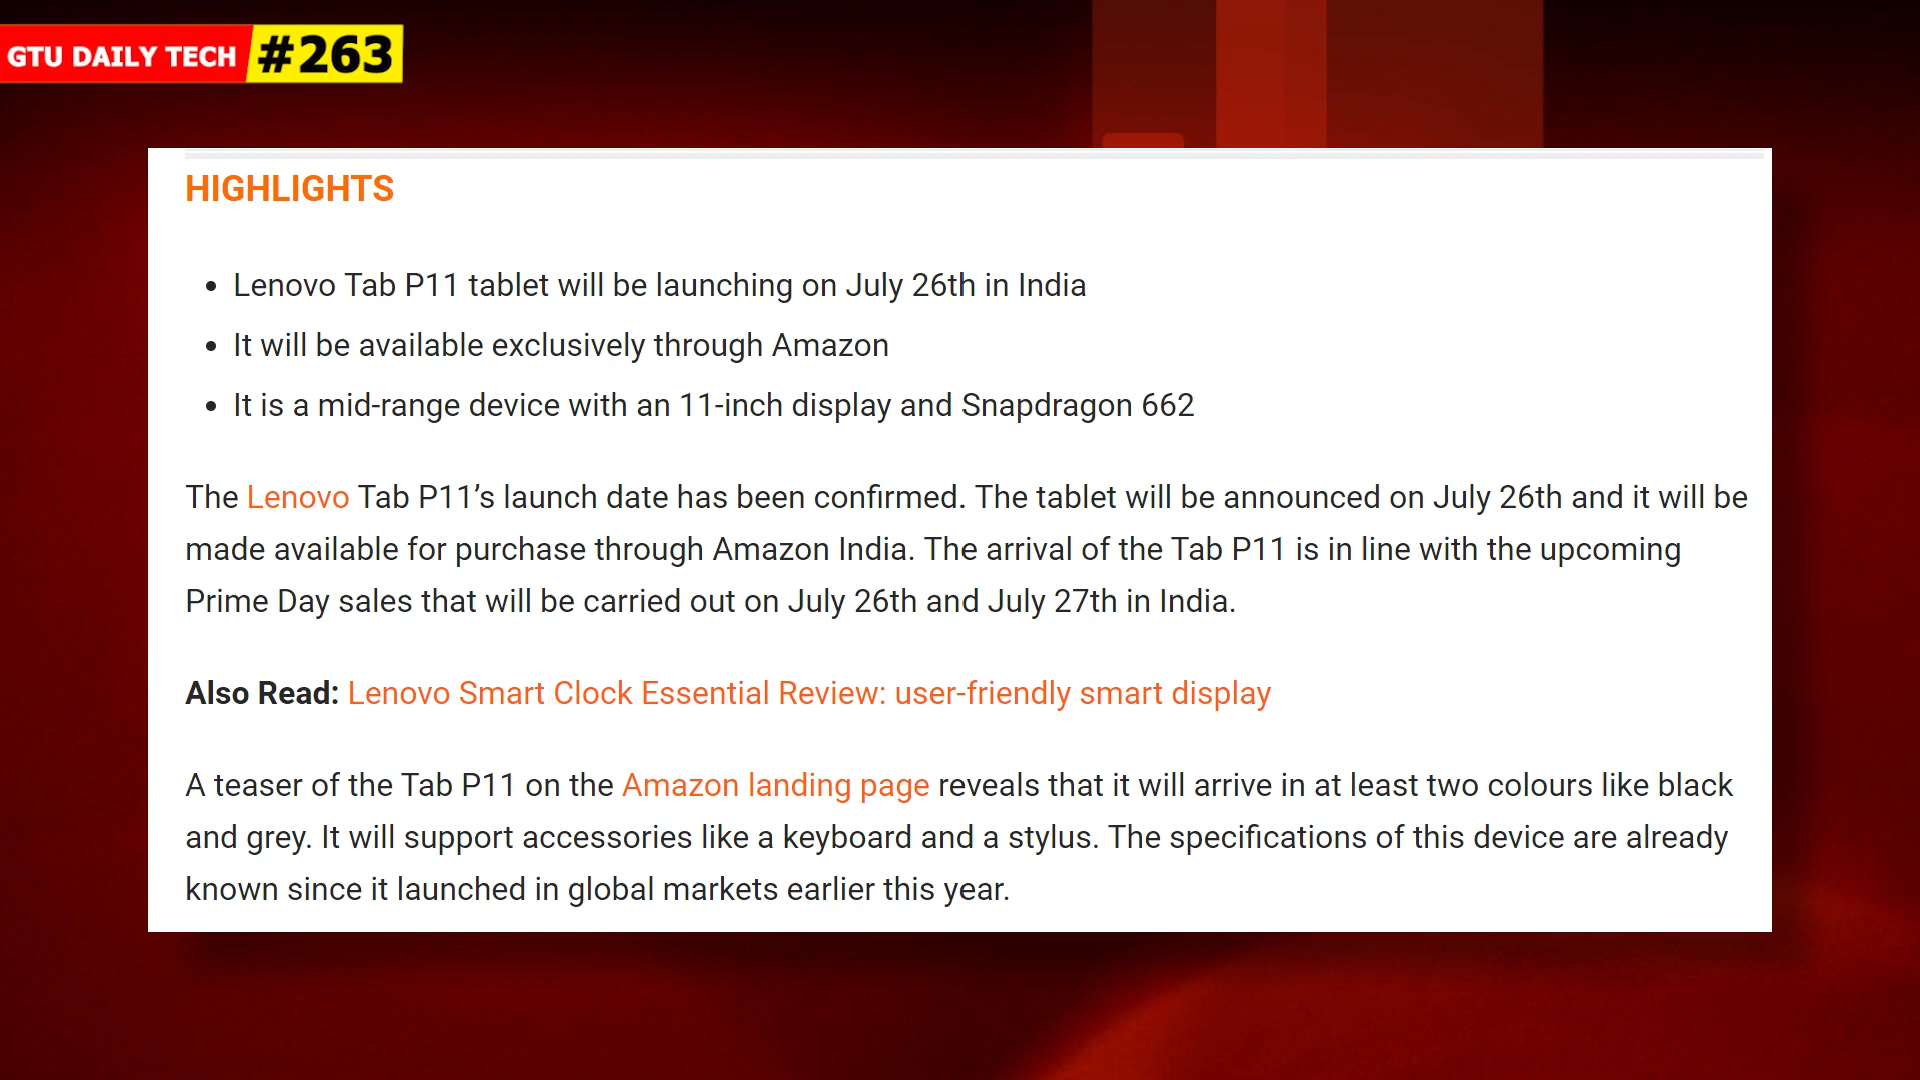 GTU DAILY TECH #263
HIGHLIGHTS
• Lenovo Tab P11 tablet will be launching on July 26th in India
• It will be available exclusively through Amazon
• It is a mid-range device with an 11-inch display and Snapdragon 662
The Lenovo Tab P11’s launch date has been confirmed. The tablet will be announced on July 26th and it will be
made available for purchase through Amazon India. The arrival of the Tab P11 is in line with the upcoming
Prime Day sales that will be carried out on July 26th and July 27th in India.
Also Read: Lenovo Smart Clock Essential Review: user-friendly smart display
A teaser of the Tab P11 on the Amazon landing page reveals that it will arrive in at least two colours like black
and grey. It will support accessories like a keyboard and a stylus. The specifications of this device are already
known since it launched in global markets earlier this year.